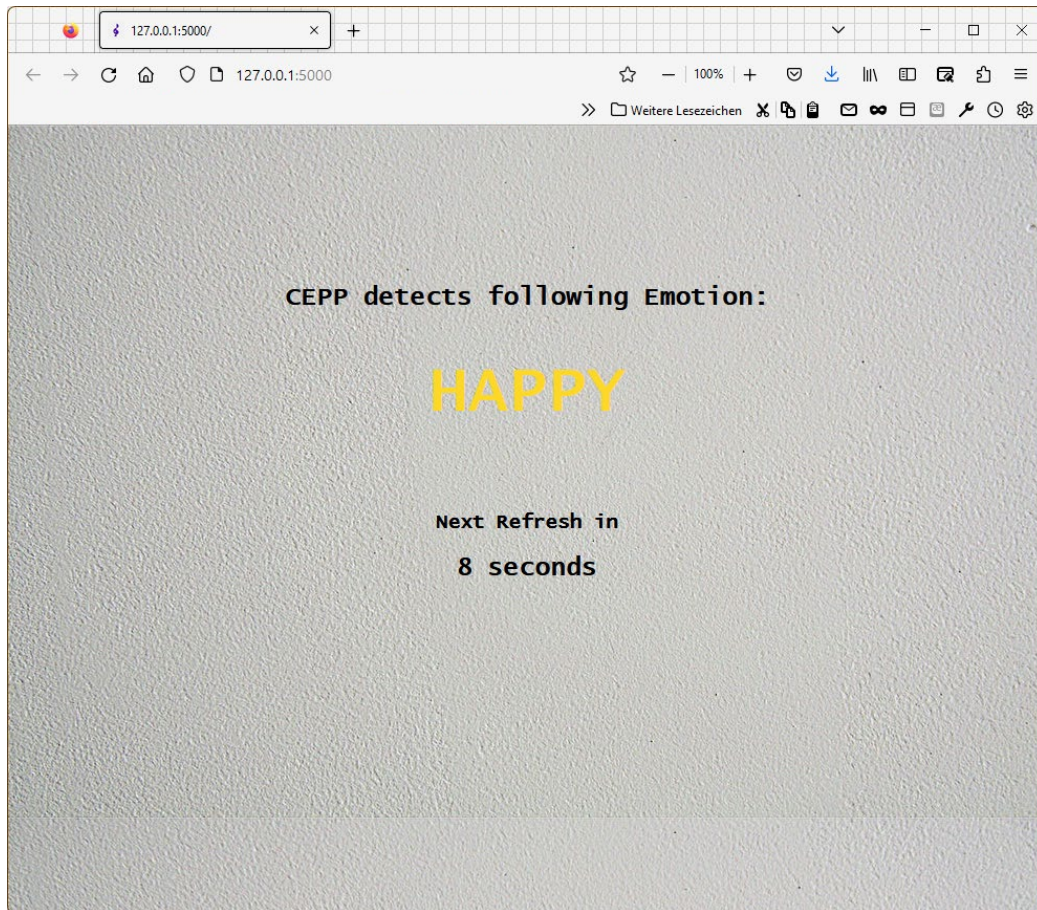 127.0.0.1:5000/
127.0.0.1:5000
100%
Weitere Lesezeichen
CEPP detects following Emotion:
HAPPY
Next Refresh in
8 seconds